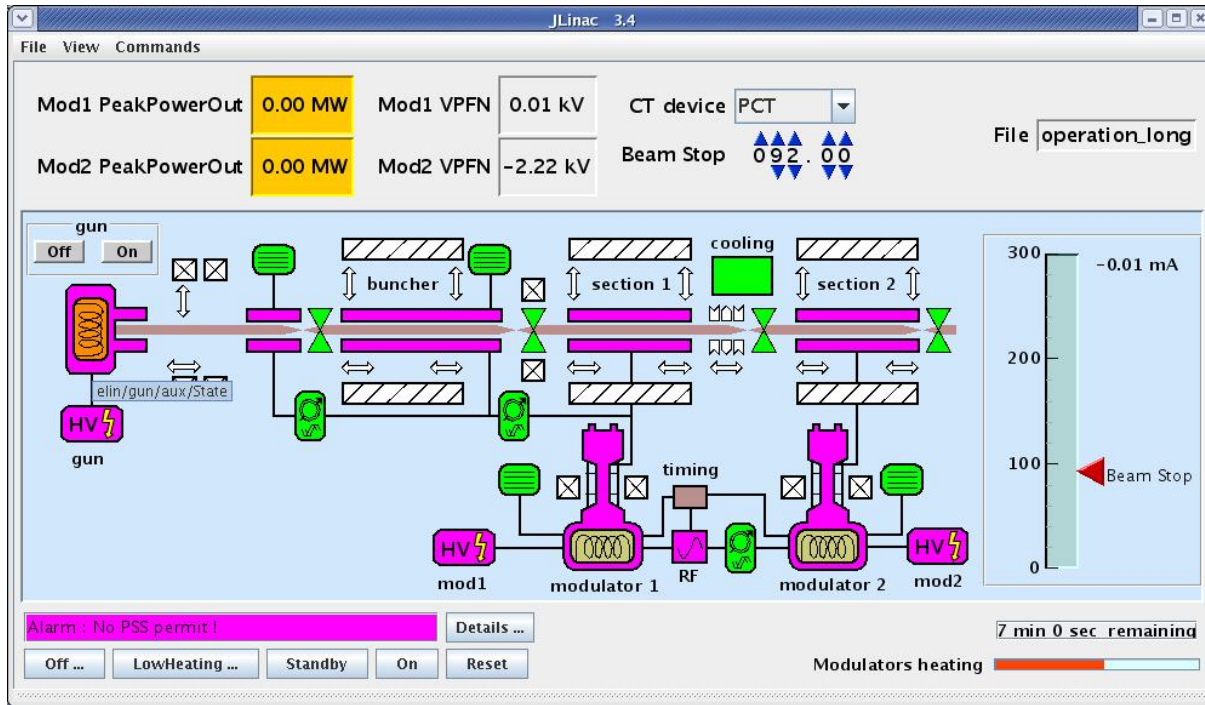 JLinac 3.4
File View Commands
Mod1 PeakPowerOut 0.00 MW Mod1 VPFN 0.01 kV CT device PCT
Mod2 PeakPowerOut 0.00 MW Mod2 VPFN -2.22 kV Beam Stop 092.00 File operation_long
gun
Off On
cooling
buncher section 1 section 2
300 -0.01 mA
200
elin/gun/aux/State
HV
gun
timing
100 Beam Stop
HV HV
mod1 modulator 1 RF modulator 2 mod2
0
Alarm : No PSS permit ! Details ... 7 min 0 sec remaining
Off ... LowHeating ... Standby On Reset Modulators heating